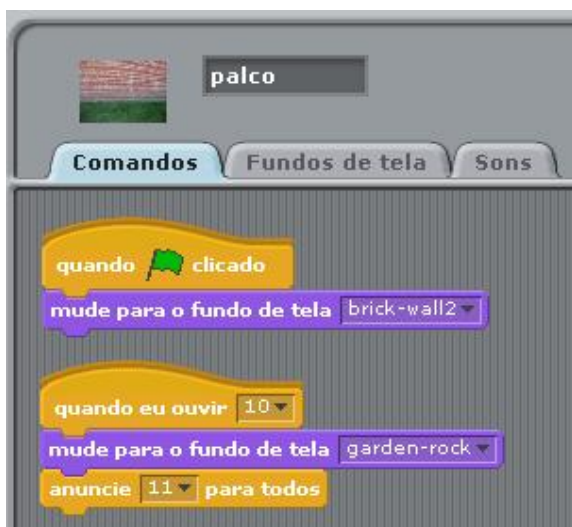 palco
Comandos Fundos de tela Sons
quando clicado
mude para o fundo de tela brick-wall2
quando eu ouvir 10
mude para o fundo de tela garden-rock
anuncie 11 para todos